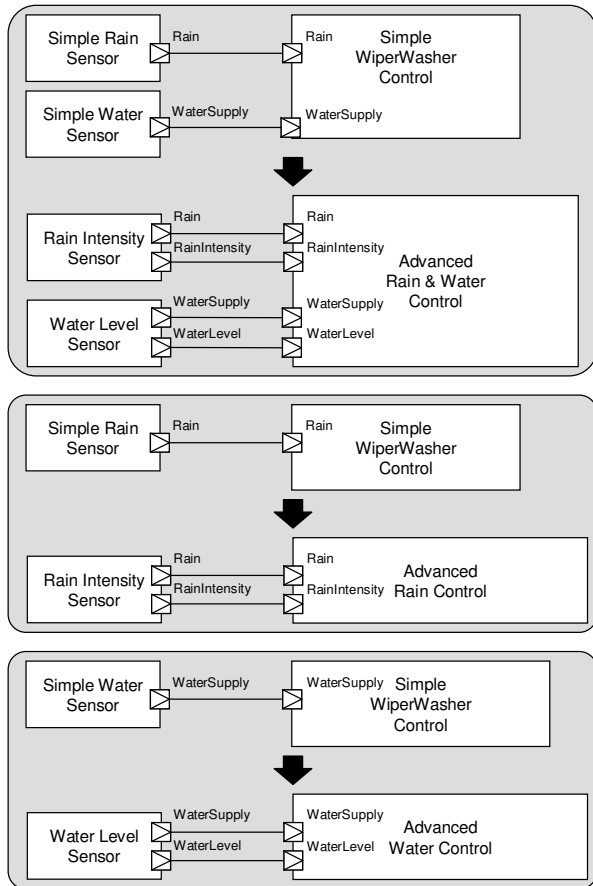 Simple Rain
Sensor
Rain
Rain
Simple
WiperWasher
Control
Simple Water
Sensor
WaterSupply
WaterSupply
Rain Intensity
Sensor
Rain
RainIntensity
Rain
RainIntensity
Advanced
Rain & Water
Control
Water Level
Sensor
WaterSupply
WaterLevel
WaterSupply
WaterLevel
Simple Rain
Sensor
Rain
Rain
Simple
WiperWasher
Control
Rain Intensity
Sensor
Rain
RainIntensity
Rain
RainIntensity
Advanced
Rain Control
Simple Water
Sensor
WaterSupply
WaterSupply
Simple
WiperWasher
Control
Water Level
Sensor
WaterSupply
WaterLevel
WaterSupply
WaterLevel
Advanced
Water Control